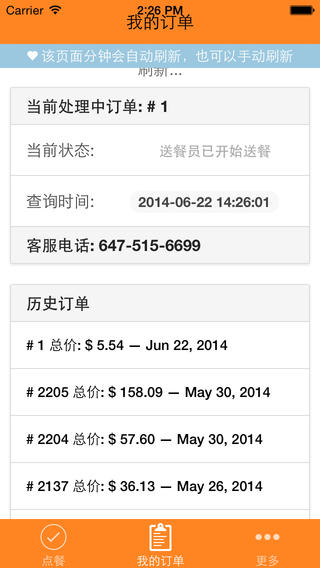 Carrier 2:26 PM
我的订单
该页面分钟会自动刷新，也可以手动刷新
刷新...
当前处理中订单: # 1
当前状态: 送餐员已开始送餐
查询时间: 2014-06-22 14:26:01
客服电话: 647-515-6699
历史订单
# 1 总价: $ 5.54 — Jun 22, 2014
# 2205 总价: $ 158.09 — May 30, 2014
# 2204 总价: $ 57.60 — May 30, 2014
# 2137 总价: $ 36.13 — May 26, 2014
点餐 我的订单 更多